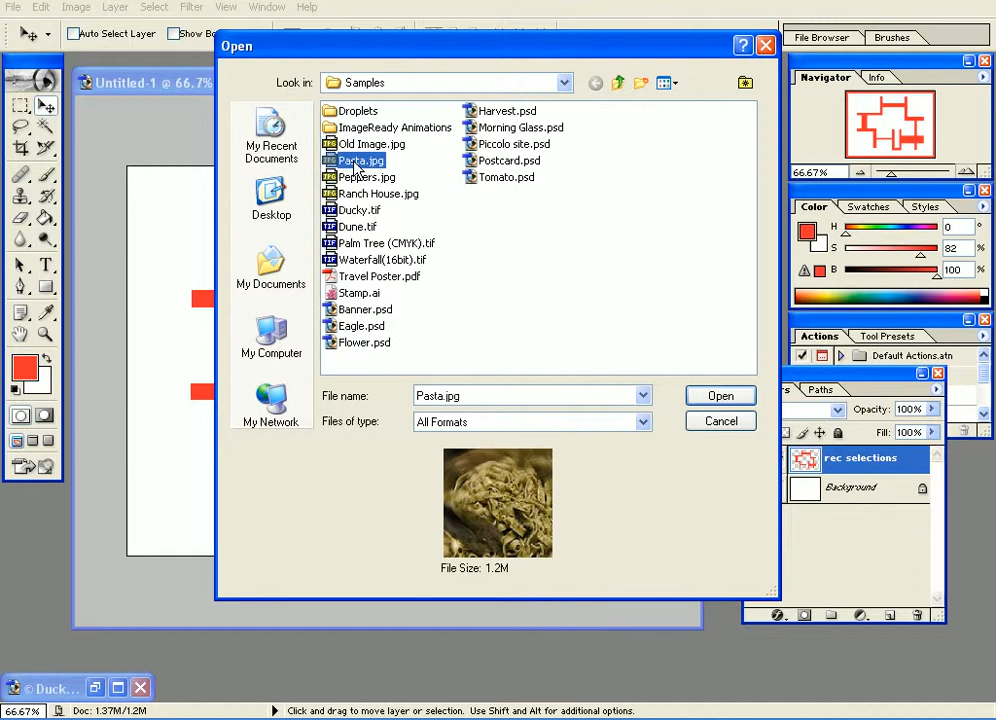 File Edit Image Layer Select Filter View Window Help
Auto Select Layer Show Bo
File Browser Brushes
Untitled-1 @ 66.7%
Open
Look in: Samples
My Recent Documents
Desktop
My Documents
My Computer
My Network
Droplets
ImageReady Animations
Old Image.jpg
Pasta.jpg
Peppers.jpg
Ranch House.jpg
Ducky.tif
Dune.tif
Palm Tree (CMYK).tif
Waterfall(16bit).tif
Travel Poster.pdf
Stamp.ai
Banner.psd
Eagle.psd
Flower.psd
Harvest.psd
Morning Glass.psd
Piccolo site.psd
Postcard.psd
Tomato.psd
File name: Pasta.jpg Open
Files of type: All Formats Cancel
File Size: 1.2M
Navigator Info
66.67%
Color Swatches Styles
H 0 °
S 82 %
B 100 %
Actions Tool Presets
Default Actions.atn
Paths
Opacity: 100%
Fill: 100%
rec selections
Background
© Duck...
66.67% Doc: 1.37M/1.2M Click and drag to move layer or selection. Use Shift and Alt for additional options.